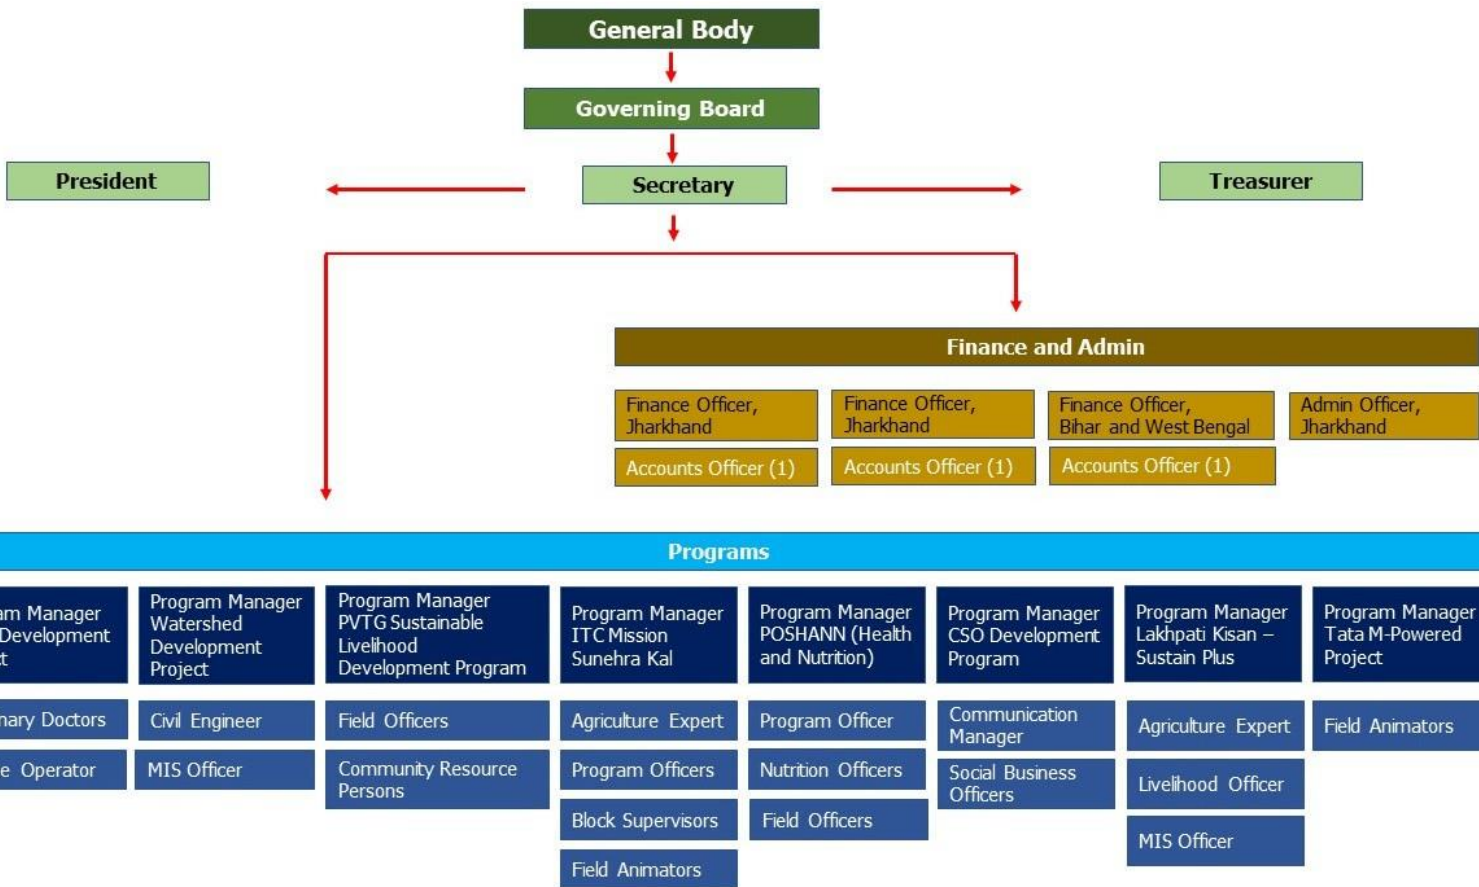 General Body
Governing Board
President
Secretary
Treasurer
Finance and Admin
Finance Officer,
Jharkhand
Finance Officer,
Jharkhand
Finance Officer,
Bihar and West Bengal
Admin Officer,
Jharkhand
Accounts Officer (1)
Accounts Officer (1)
Accounts Officer (1)
Programs
Manager
Development
Program Manager
Watershed
Development
Project
Program Manager
PVTG Sustainable
Livelihood
Development Program
Program Manager
ITC Mission
Sunehra Kal
Program Manager
POSHANN (Health
and Nutrition)
Program Manager
CSO Development
Program
Program Manager
Lakhpati Kisan –
Sustain Plus
Program Manager
Tata M-Powered
Project
Doctors
Operator
Civil Engineer
MIS Officer
Field Officers
Community Resource
Persons
Agriculture Expert
Program Officers
Block Supervisors
Field Animators
Program Officer
Nutrition Officers
Field Officers
Communication
Manager
Social Business
Officers
Agriculture Expert
Livelihood Officer
MIS Officer
Field Animators